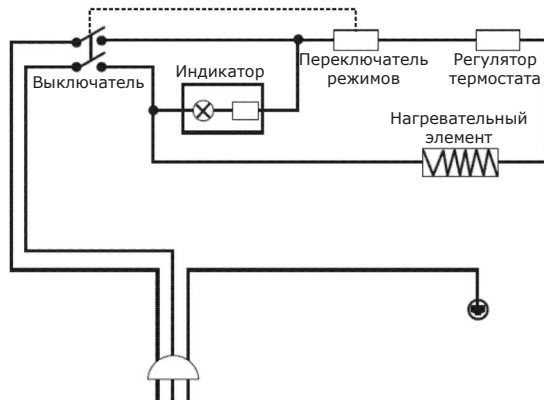 Выключатель
Индикатор
Переключатель
режимов
Регулятор
термостата
Нагревательный
элемент